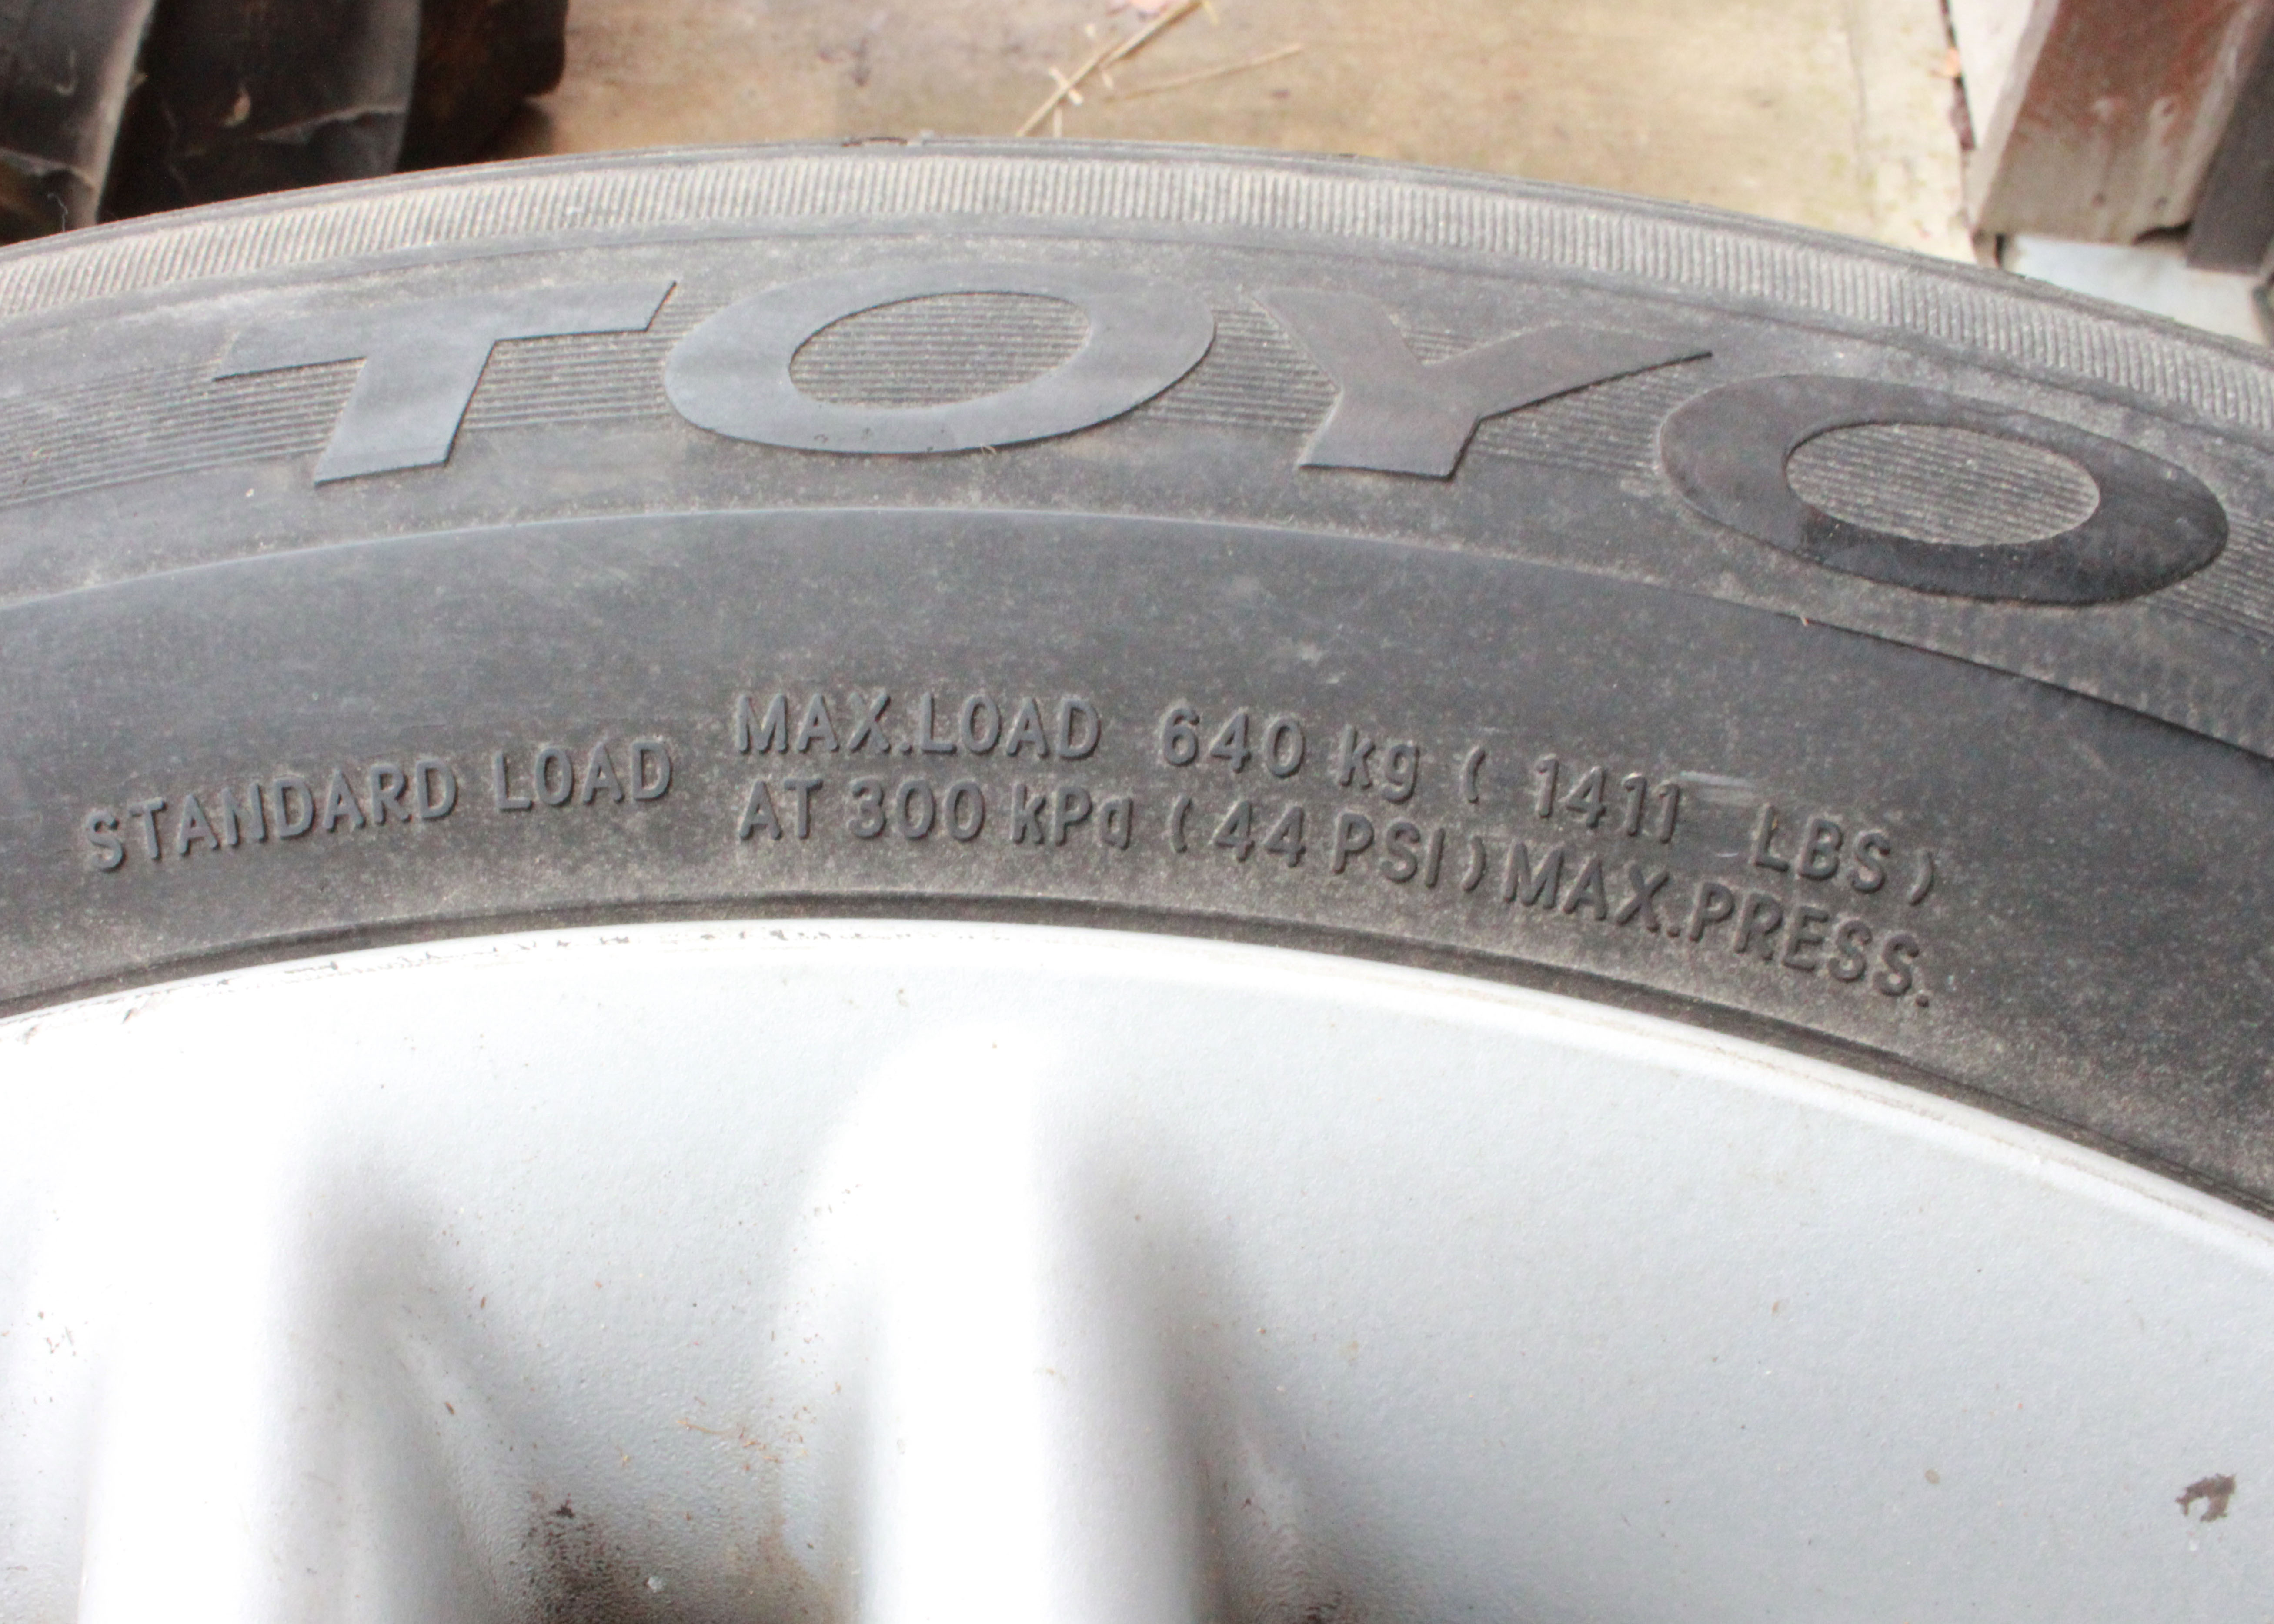 TOYO
STANDARD LOAD
MAX.LOAD 640 kg ( 1411 LBS )
AT 300 kPa ( 44 PSI ) MAX.PRESS.